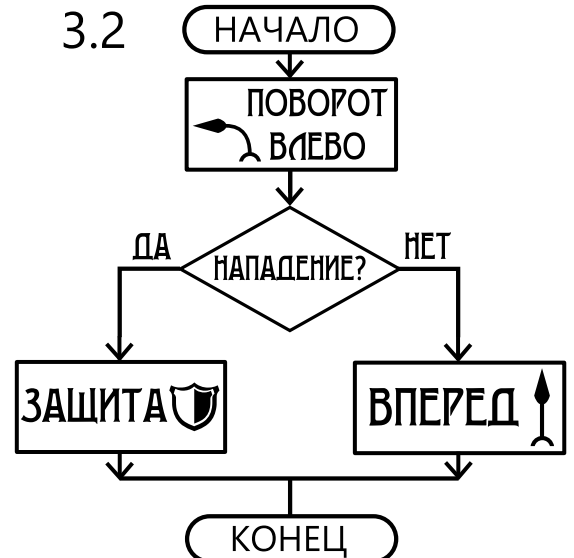 3.2
НАЧАЛО
ПОВОРОТ
ВЛЕВО
ДА
НЕТ
НАПАДЕНИЕ?
ЗАЩИТА
ВПЕРЕД
КОНЕЦ